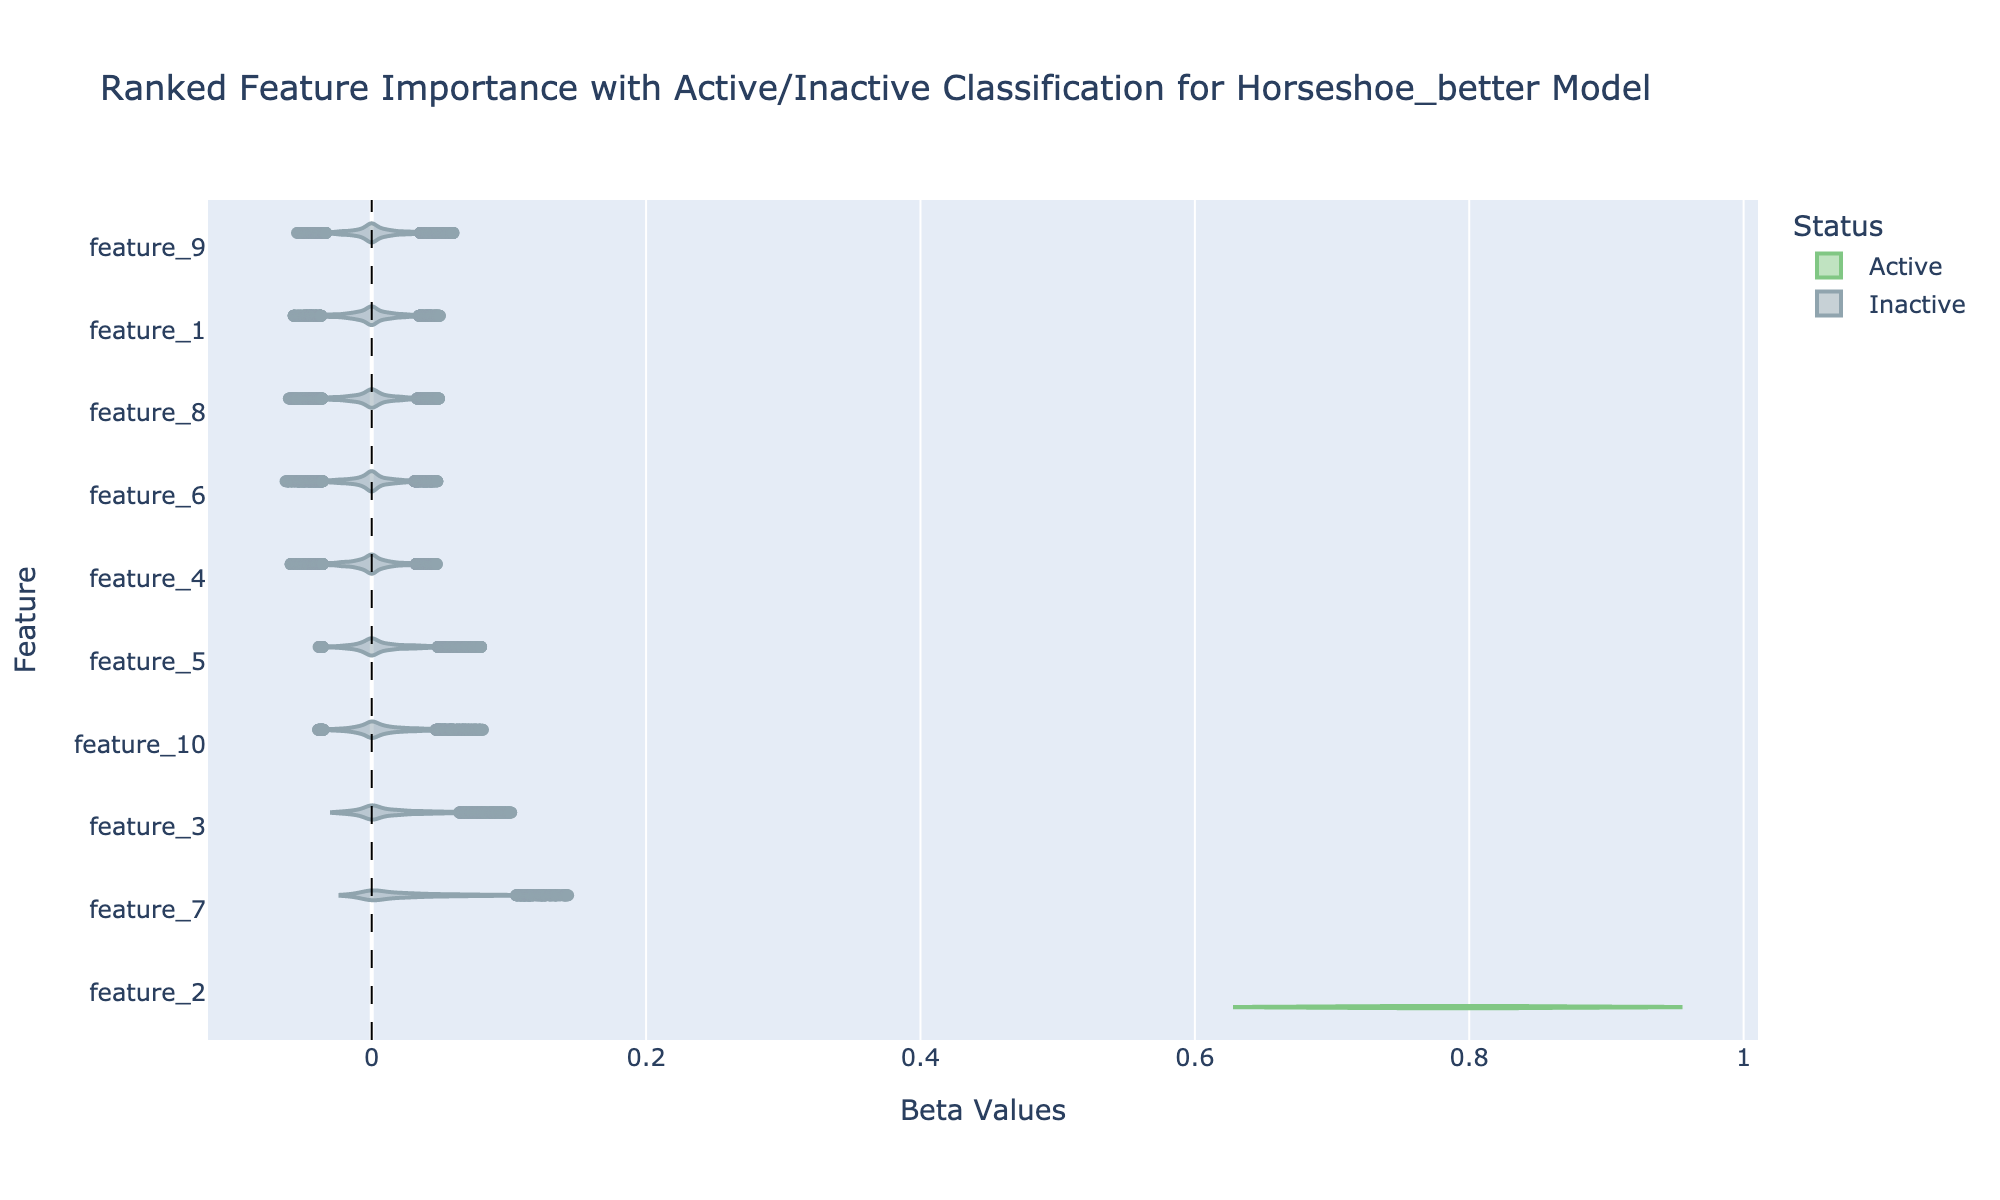 Ranked Feature Importance with Active/Inactive Classification for Horseshoe_better Model
Status
Active
Inactive
Feature
feature_9
feature_1
feature_8
feature_6
feature_4
feature_5
feature_10
feature_3
feature_7
feature_2
0 0.2 0.4 0.6 0.8 1
Beta Values